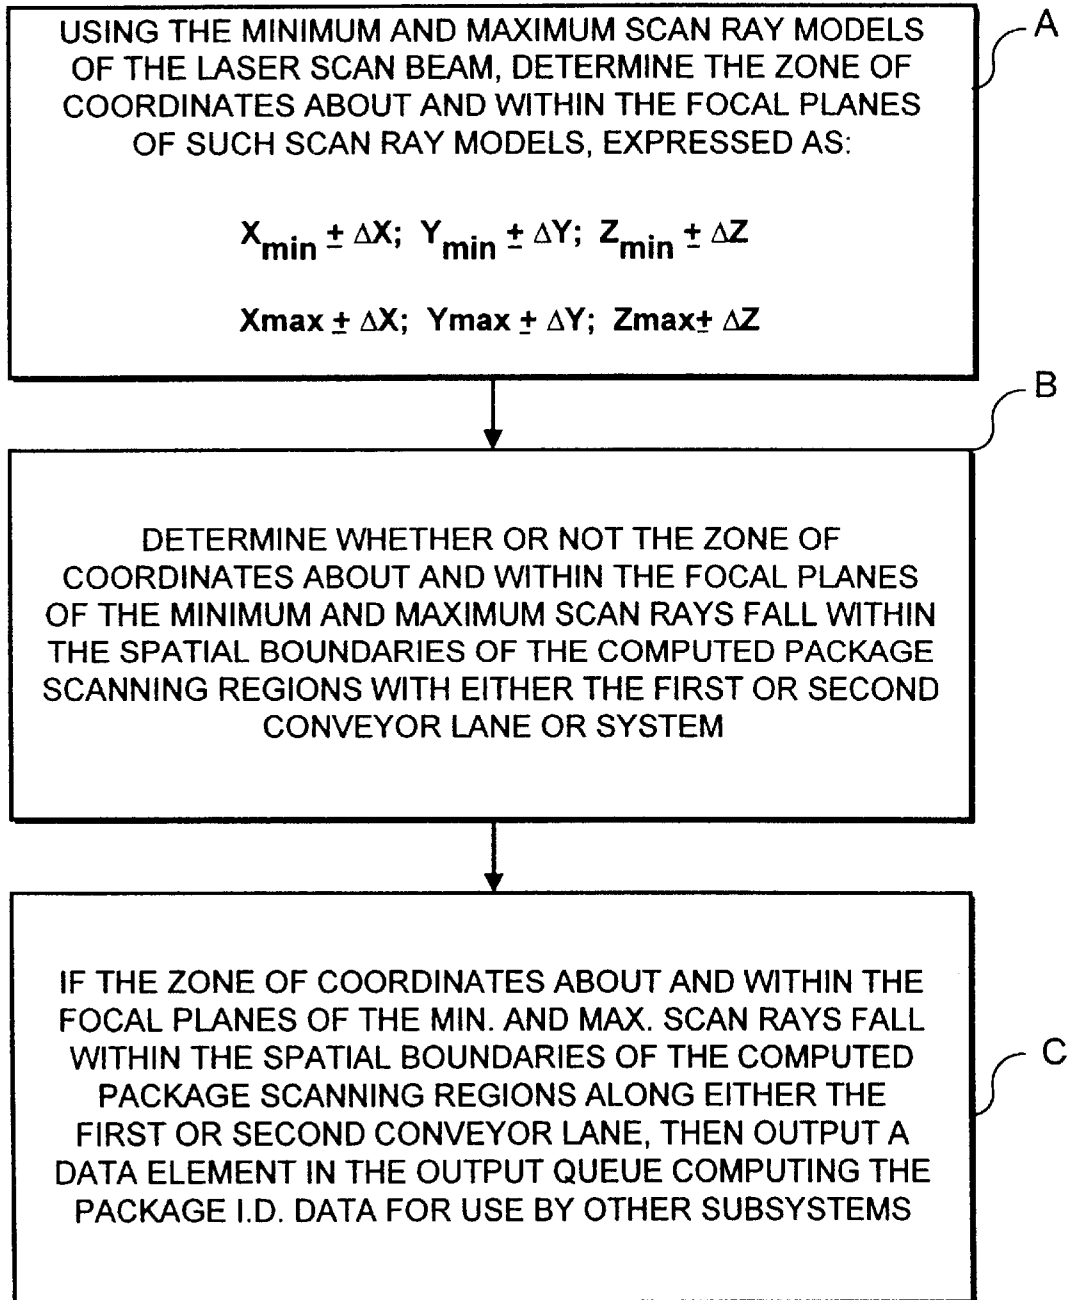 A
USING THE MINIMUM AND MAXIMUM SCAN RAY MODELS
OF THE LASER SCAN BEAM, DETERMINE THE ZONE OF
COORDINATES ABOUT AND WITHIN THE FOCAL PLANES
OF SUCH SCAN RAY MODELS, EXPRESSED AS:
X_min ± ΔX; Y_min ± ΔY; Z_min ± ΔZ
Xmax ± ΔX; Ymax ± ΔY; Zmax± ΔZ
B
DETERMINE WHETHER OR NOT THE ZONE OF
COORDINATES ABOUT AND WITHIN THE FOCAL PLANES
OF THE MINIMUM AND MAXIMUM SCAN RAYS FALL WITHIN
THE SPATIAL BOUNDARIES OF THE COMPUTED PACKAGE
SCANNING REGIONS WITH EITHER THE FIRST OR SECOND
CONVEYOR LANE OR SYSTEM
IF THE ZONE OF COORDINATES ABOUT AND WITHIN THE
FOCAL PLANES OF THE MIN. AND MAX. SCAN RAYS FALL
WITHIN THE SPATIAL BOUNDARIES OF THE COMPUTED
PACKAGE SCANNING REGIONS ALONG EITHER THE
FIRST OR SECOND CONVEYOR LANE, THEN OUTPUT A
DATA ELEMENT IN THE OUTPUT QUEUE COMPUTING THE
PACKAGE I.D. DATA FOR USE BY OTHER SUBSYSTEMS
C